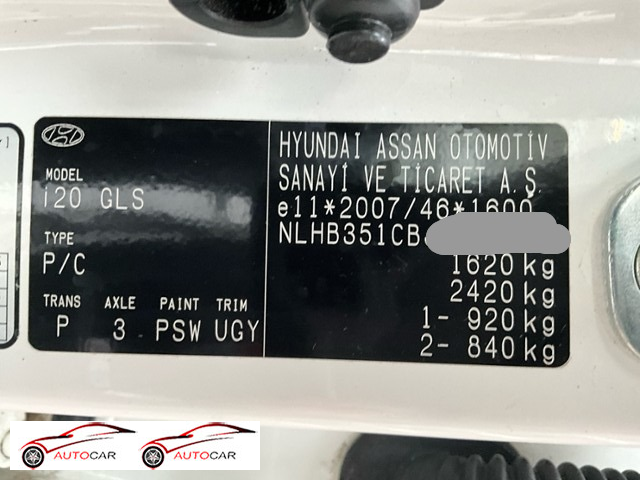 MODEL
i20 GLS
TYPE
P/C
TRANS AXLE PAINT TRIM
P 3 PSW UGY
HYUNDAI ASSAN OTOMOTİV
SANAYİ VE TİCARET A.Ş.
e11*2007/46*1600
NLHB351CB
1620 kg
2420 kg
1- 920 kg
2- 840 kg
AUTOCAR
AUTOCAR